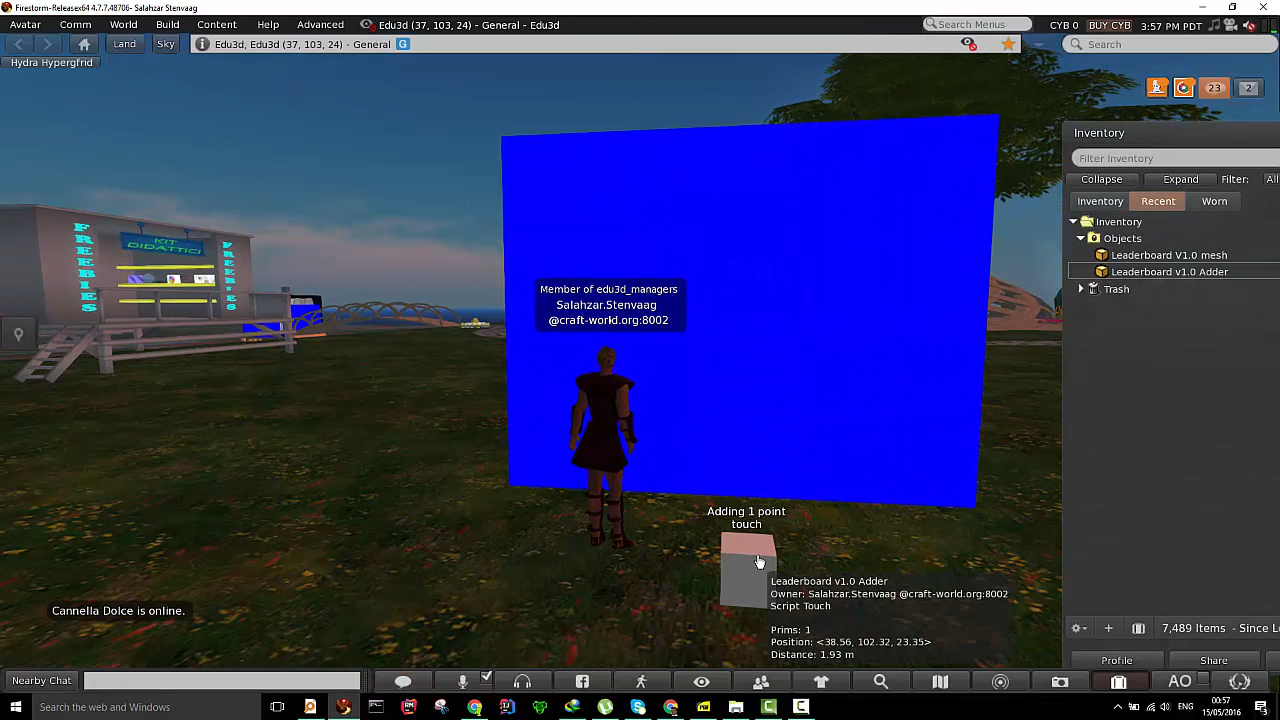 Firestorm-Releasex64 4.7.7.48706- Salahzar Stenvaag
Avatar Comm World Build Content Help Advanced Edu3d (37, 103, 24) - General - Edu3d Search Menus CYB 0 BUY CYB 3:57 PM PDT
Land Sky Edu3d, Edu3d (37, 103, 24) - General G Search
Hydra Hypergfrid
23 2
Inventory
Filter Inventory
Collapse Expand Filter: All
Inventory Recent Worn
Inventory
Objects
Leaderboard v1.0 mesh
Leaderboard v1.0 Adder
Trash
FREEBIES
KIT
DIDATTICI
FREEBIES
Member of edu3d_managers
Salahzar.Stenvaag
@craft-world.org:8002
Adding 1 point
touch
Leaderboard v1.0 Adder
Owner: Salahzar.Stenvaag @craft-world.org:8002
Script Touch
Prims: 1
Position: <38.56, 102.32, 23.35>
Distance: 1.93 m
Cannella Dolce is online.
7,489 Items - Since Lo
Profile Share
Nearby Chat
AO
Search the web and Windows
00:57
15/05/2016